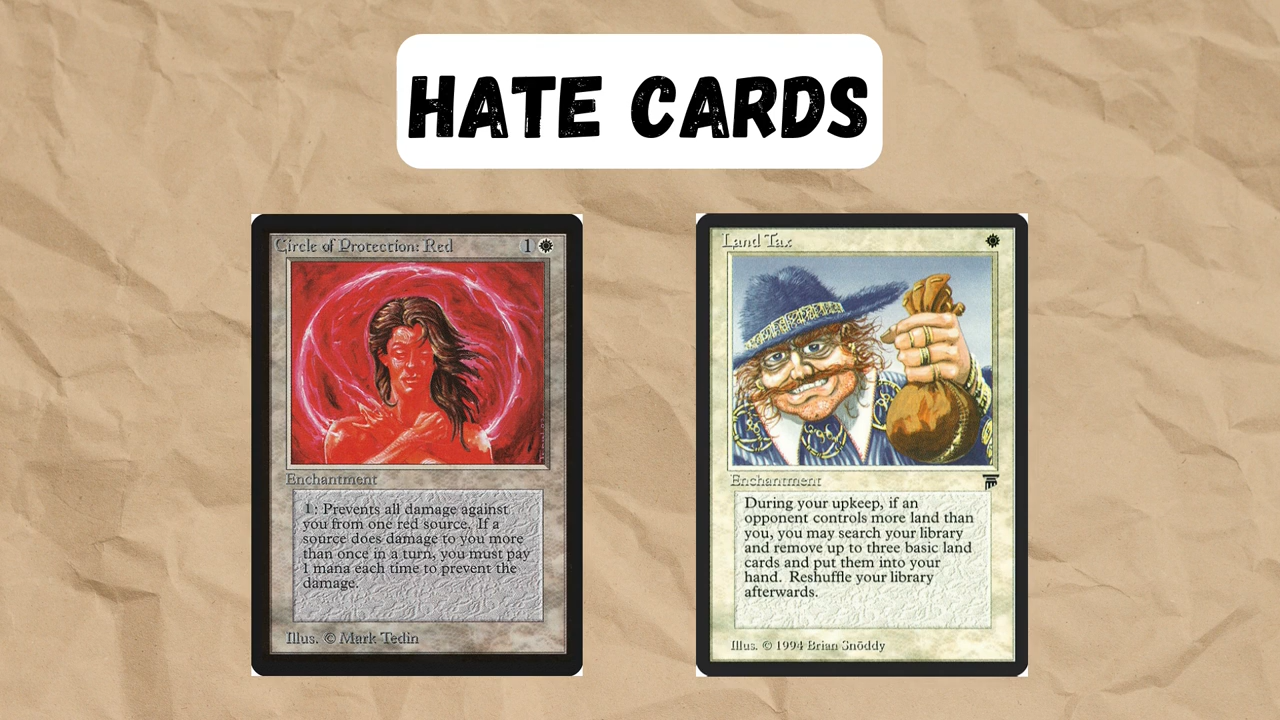 HATE CARDS
Circle of Protection: Red 1
Enchantment
1: Prevents all damage against
you from one red source. If a
source does damage to you more
than once in a turn, you must pay
1 mana each time to prevent the
damage.
Illus. © Mark Tedin
Land Tax
Enchantment
During your upkeep, if an
opponent controls more land than
you, you may search your library
and remove up to three basic land
cards and put them into your
hand. Reshuffle your library
afterwards.
Illus. © 1994 Brian Snöddy